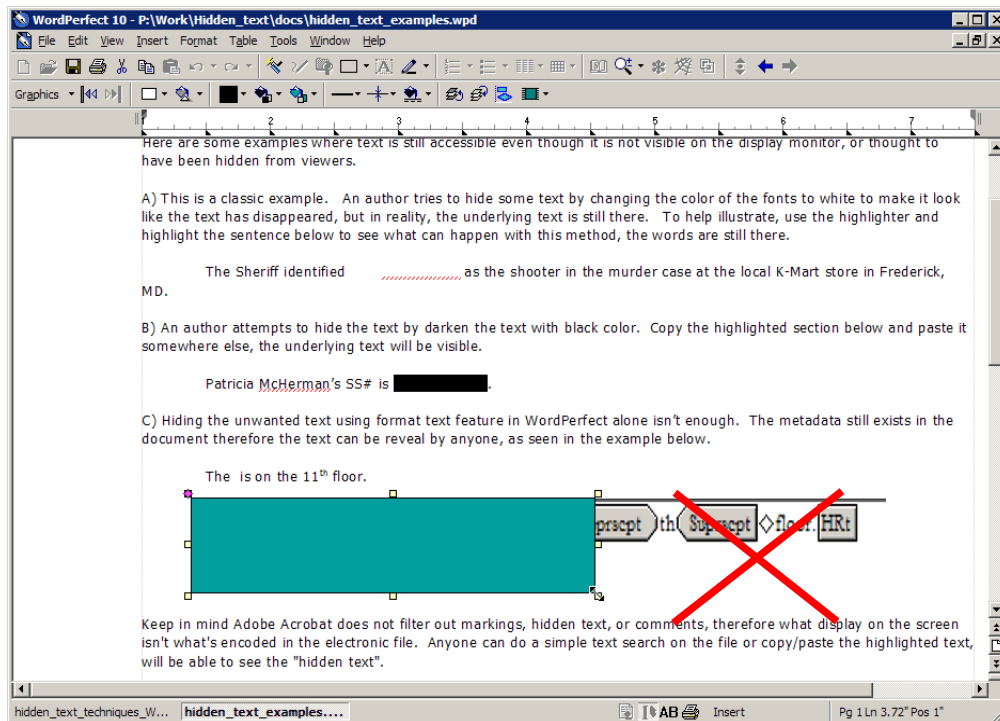 WordPerfect 10 - P:\Work\Hidden_text\docs\hidden_text_examples.wpd
File Edit View Insert Format Table Tools Window Help
Graphics
2 3 4 5 6 7
Here are some examples where text is still accessible even though it is not visible on the display monitor, or thought to
have been hidden from viewers.
A) This is a classic example. An author tries to hide some text by changing the color of the fonts to white to make it look
like the text has disappeared, but in reality, the underlying text is still there. To help illustrate, use the highlighter and
highlight the sentence below to see what can happen with this method, the words are still there.
The Sheriff identified as the shooter in the murder case at the local K-Mart store in Frederick,
MD.
B) An author attempts to hide the text by darken the text with black color. Copy the highlighted section below and paste it
somewhere else, the underlying text will be visible.
Patricia McHerman's SS# is .
C) Hiding the unwanted text using format text feature in WordPerfect alone isn't enough. The metadata still exists in the
document therefore the text can be reveal by anyone, as seen in the example below.
The is on the 11th floor.
prscpt th Suprscpt ◇floor. HRt
Keep in mind Adobe Acrobat does not filter out markings, hidden text, or comments, therefore what display on the screen
isn't what's encoded in the electronic file. Anyone can do a simple text search on the file or copy/paste the highlighted text,
will be able to see the "hidden text".
hidden_text_techniques_W... hidden_text_examples.... AB Insert Pg 1 Ln 3.72" Pos 1"